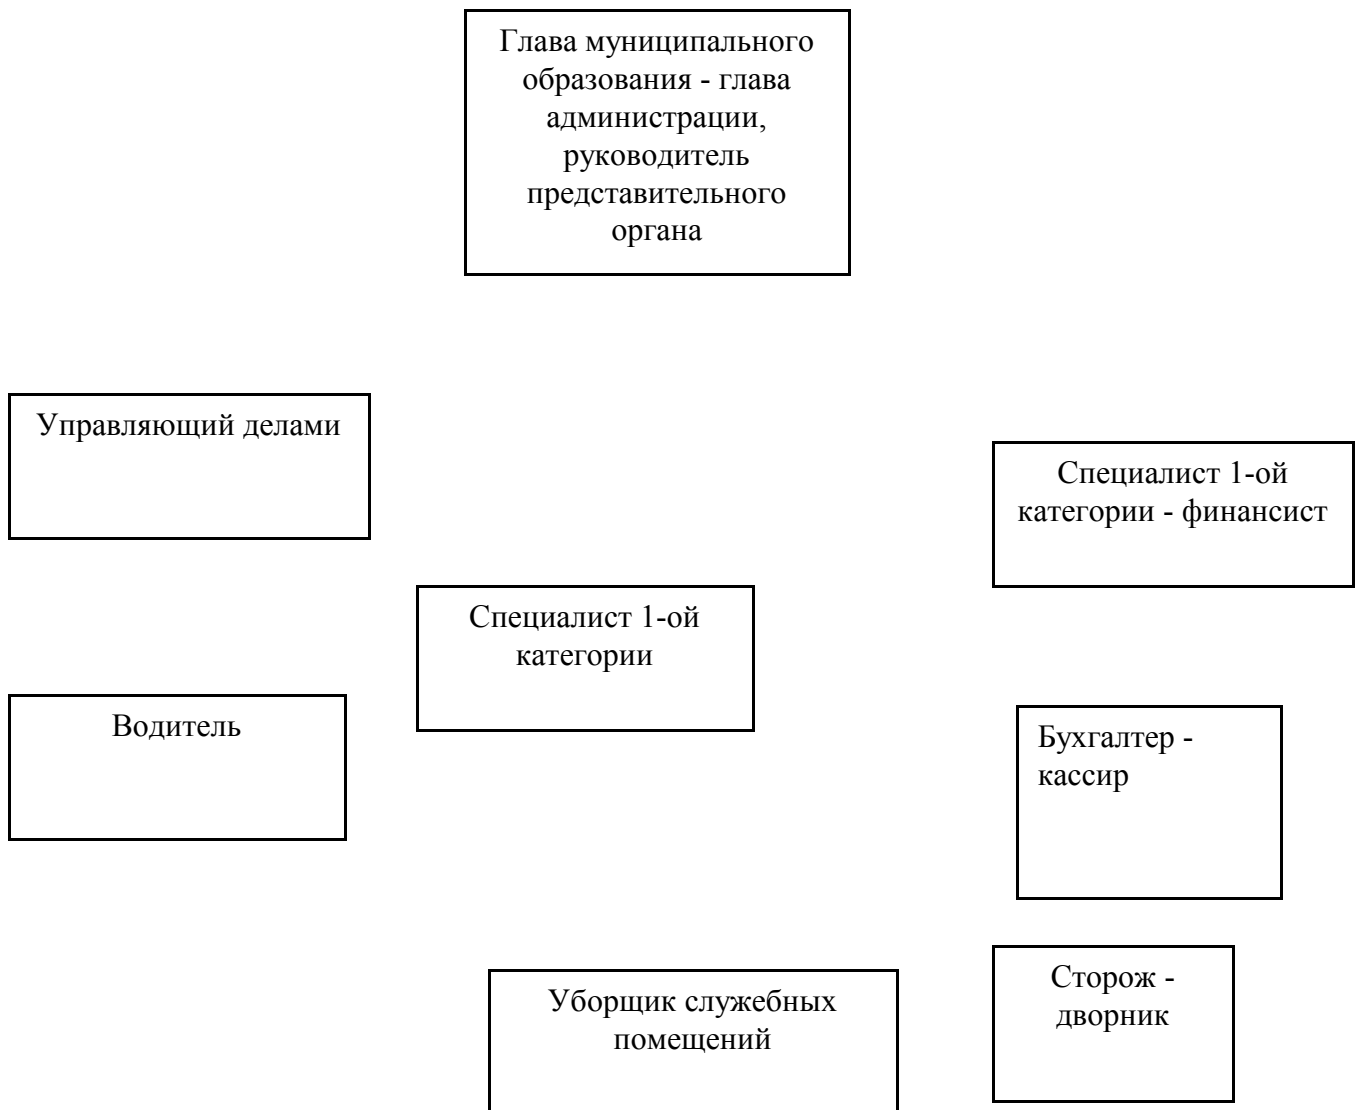 Глава муниципального
образования - глава
администрации,
руководитель
представительного
органа
Управляющий делами
Специалист 1-ой
категории - финансист
Специалист 1-ой
категории
Водитель
Бухгалтер -
кассир
Уборщик служебных
помещений
Сторож -
дворник